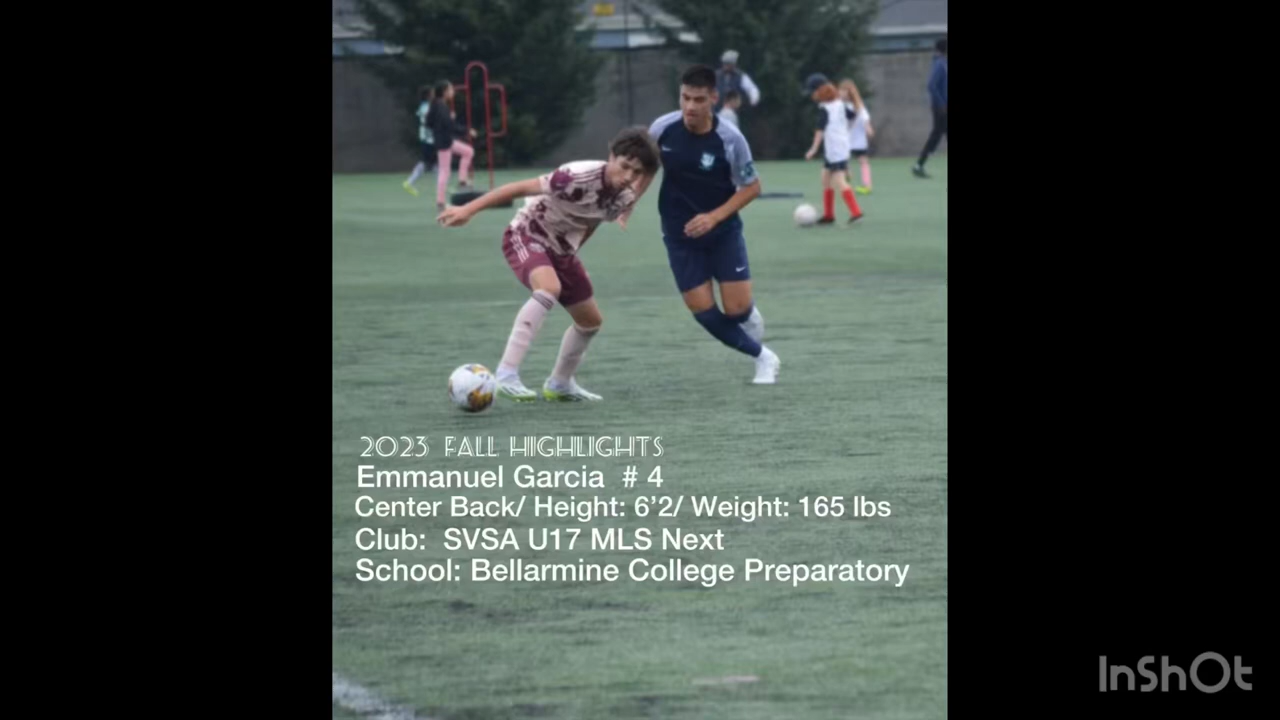 2023 FALL HIGHLIGHTS
Emmanuel Garcia # 4
Center Back/ Height: 6’2/ Weight: 165 lbs
Club: SVSA U17 MLS Next
School: Bellarmine College Preparatory
InShOt